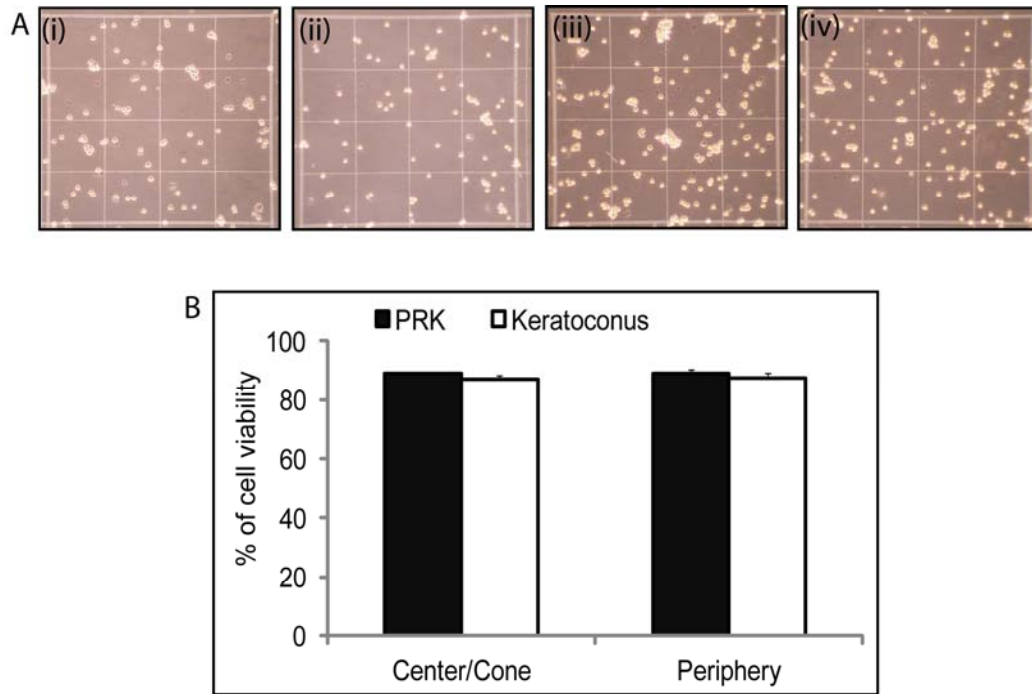 A
(i)
(ii)
(iii)
(iv)
B
PRK Keratoconus
100
80
60
40
20
0
% of cell viability
Center/Cone Periphery